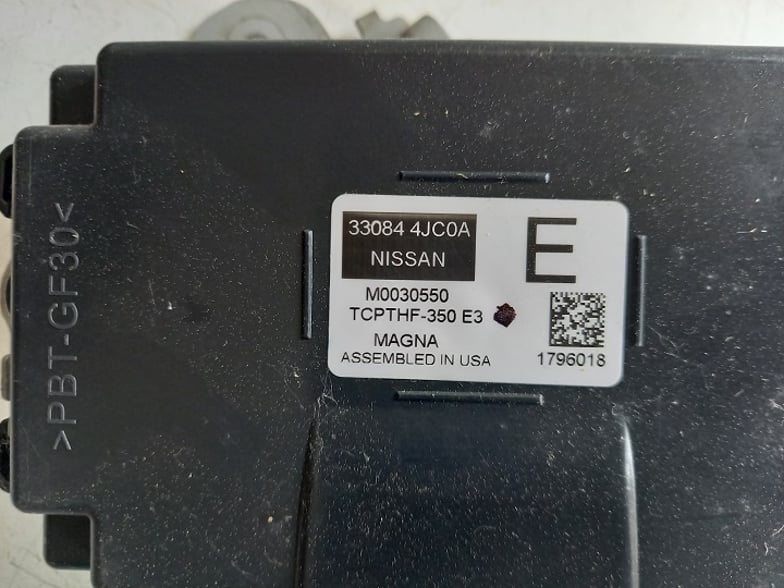 33084 4JC0A
NISSAN
E
M0030550
TCPTHF-350 E3
MAGNA
ASSEMBLED IN USA
1796018
>PBT-GF30<